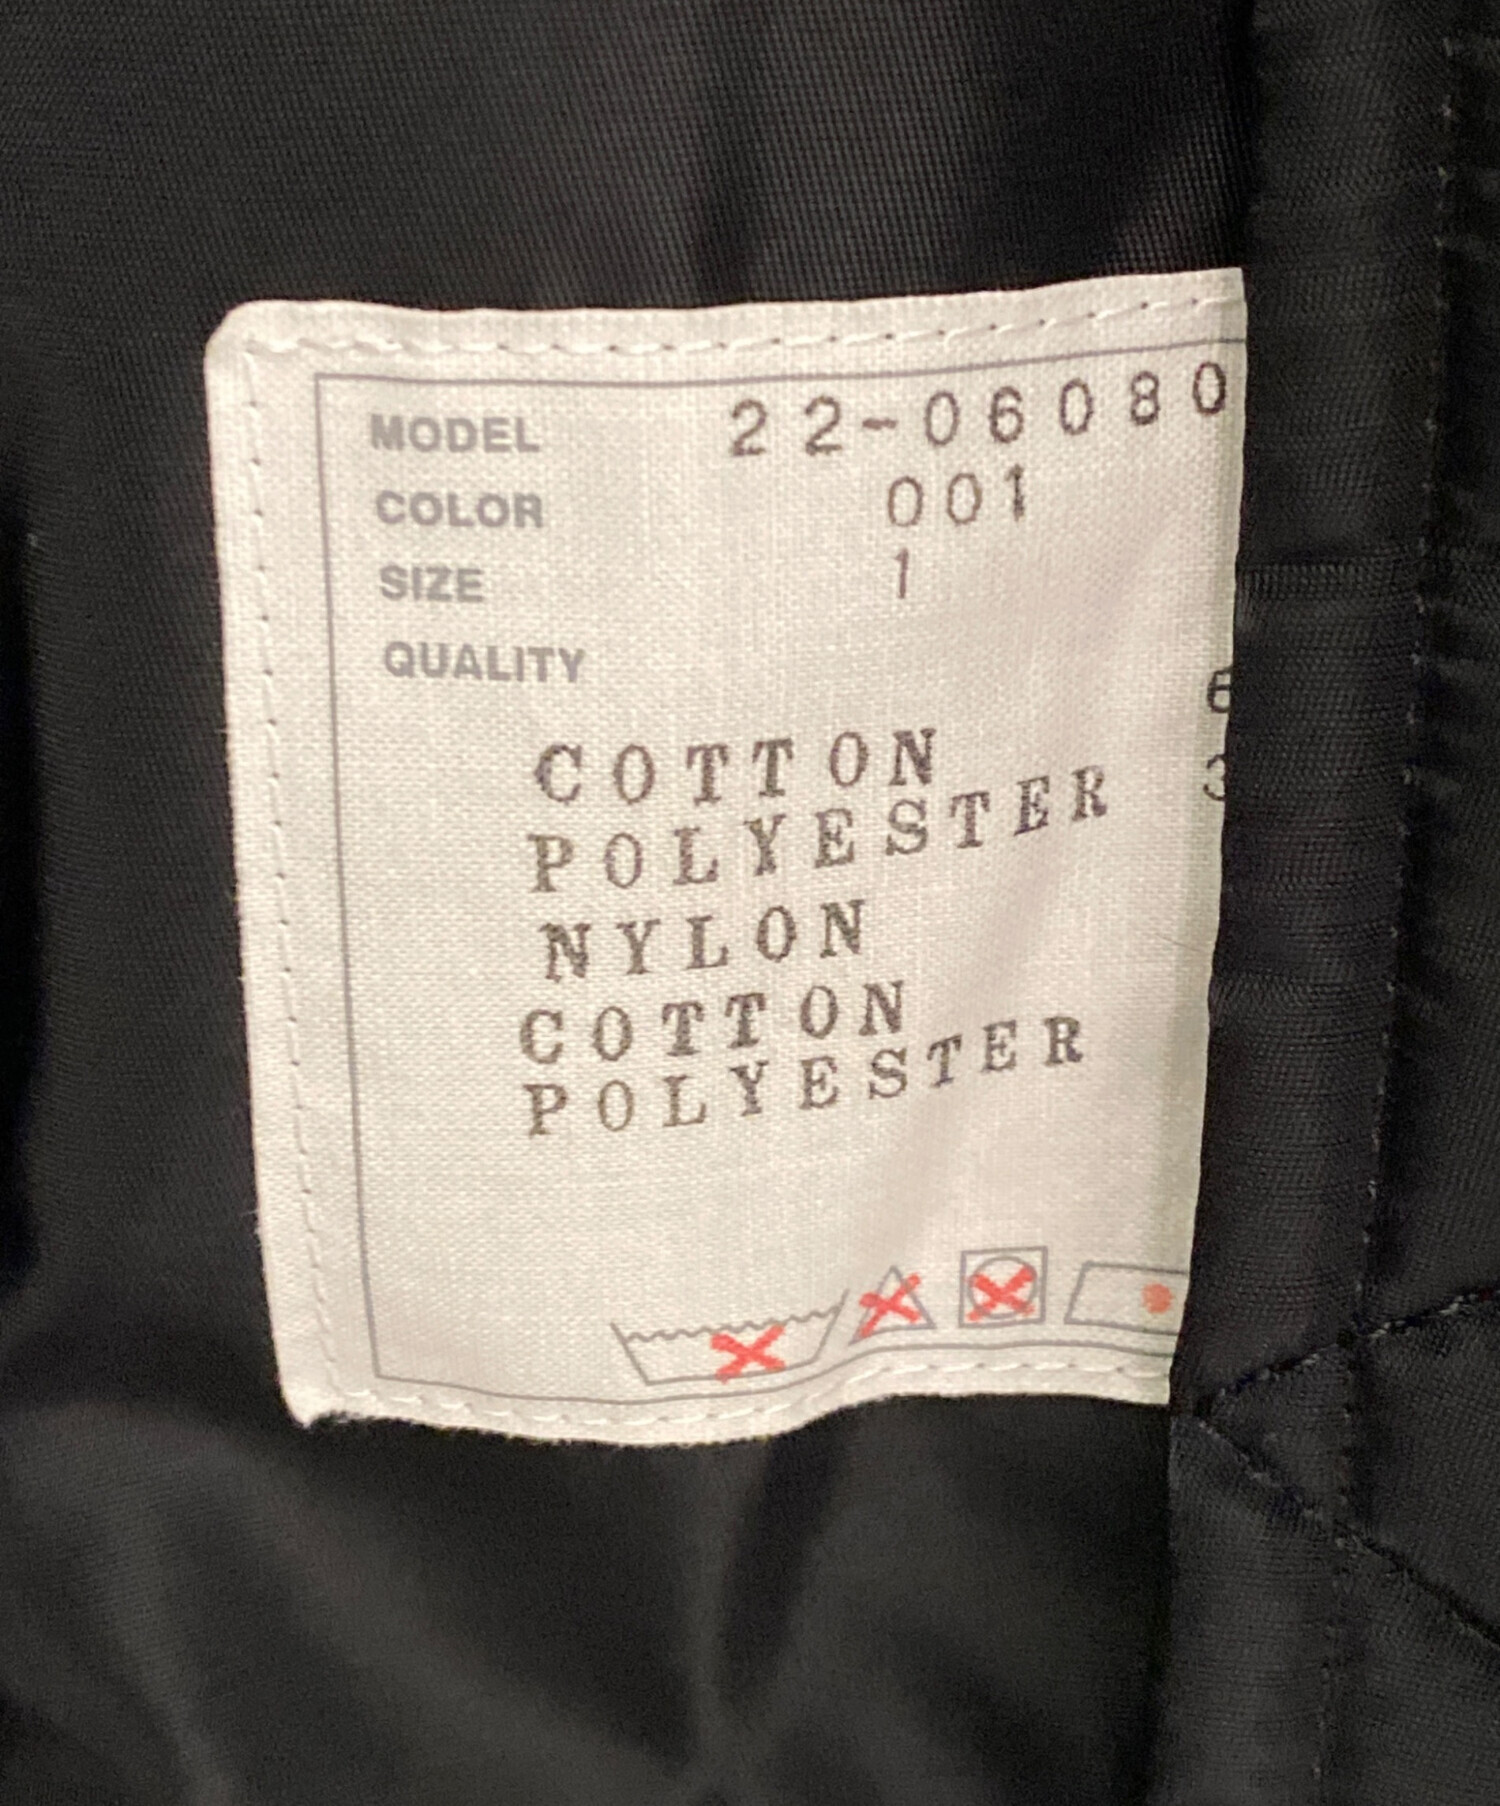 MODEL 22-06080
COLOR 001
SIZE 1
QUALITY
COTTON
POLYESTER
NYLON
COTTON
POLYESTER